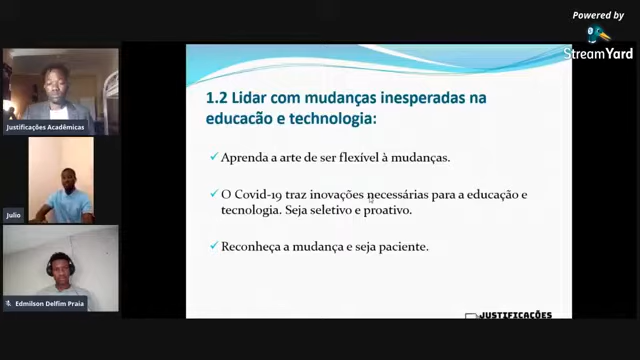 Powered by
StreamYard
1.2 Lidar com mudanças inesperadas na
educacão e technologia:
✓ Aprenda a arte de ser flexível à mudanças.
✓ O Covid-19 traz inovações necessárias para a educação e
tecnologia. Seja seletivo e proativo.
✓ Reconheça a mudança e seja paciente.
JUSTIFICAÇÕES
Justificações Acadêmicas
Julio
Edmilson Delfim Praia